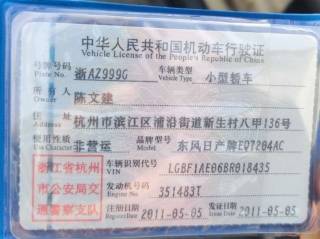 中华人民共和国机动车行驶证
Vehicle License of the People's Republic of China
号牌号码 浙AZ999G 车辆类型 小型轿车
Plate No. Vehicle Type
所有人 陈文建
Owner
住址 杭州市滨江区浦沿街道新生村八甲136号
Address
使用性质 非营运 品牌型号 东风日产牌EQ7204AC
Use Character Model
浙江省杭州市公安局交通警察支队
车辆识别代号 LGBF1AE06BR018435
VIN
发动机号码 351483T
Engine No.
注册日期 2011-05-05 发证日期 2011-05-05
Register Date Issue Date